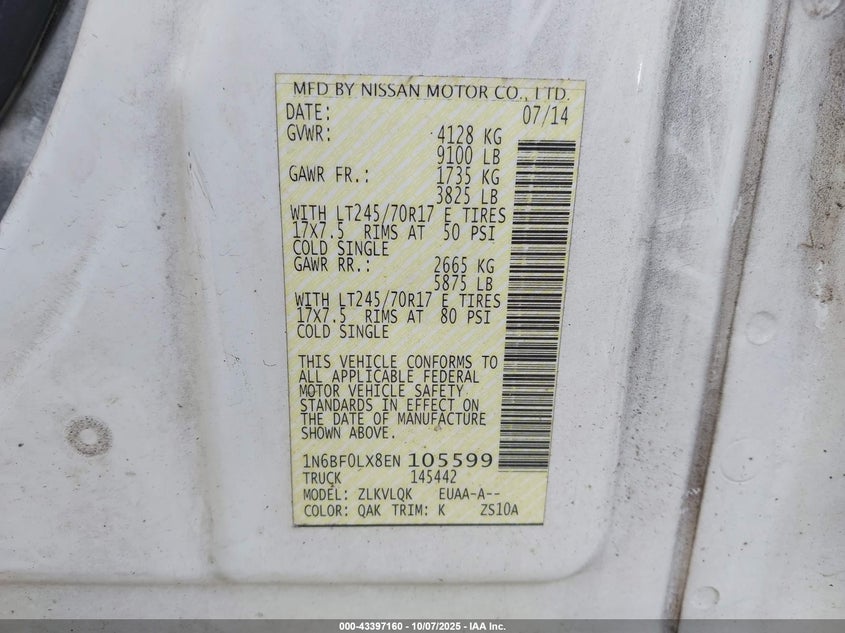 MFD BY NISSAN MOTOR CO., LTD.
DATE: 07/14
GVWR: 4128 KG
9100 LB
GAWR FR.: 1735 KG
3825 LB
WITH LT245/70R17 E TIRES
17X7.5 RIMS AT 50 PSI
COLD SINGLE
GAWR RR.: 2665 KG
5875 LB
WITH LT245/70R17 E TIRES
17X7.5 RIMS AT 80 PSI
COLD SINGLE
THIS VEHICLE CONFORMS TO
ALL APPLICABLE FEDERAL
MOTOR VEHICLE SAFETY
STANDARDS IN EFFECT ON
THE DATE OF MANUFACTURE
SHOWN ABOVE.
1N6BF0LX8EN 105599
TRUCK 145442
MODEL: ZLKVLQK EUAA-A--
COLOR: QAK TRIM: K ZS10A
000-43397160 - 10/07/2025 - IAA Inc.